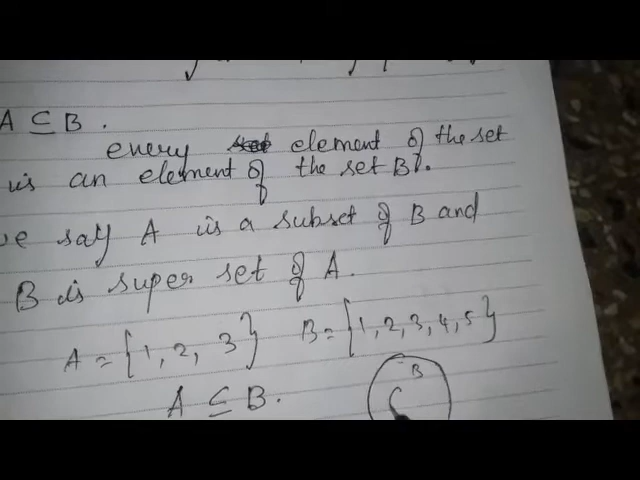 A ⊆ B.
every element of the set
is an element of the set B.
we say A is a subset of B and
B is super set of A.
A = {1, 2, 3} B = {1, 2, 3, 4, 5}
A ⊆ B.
B